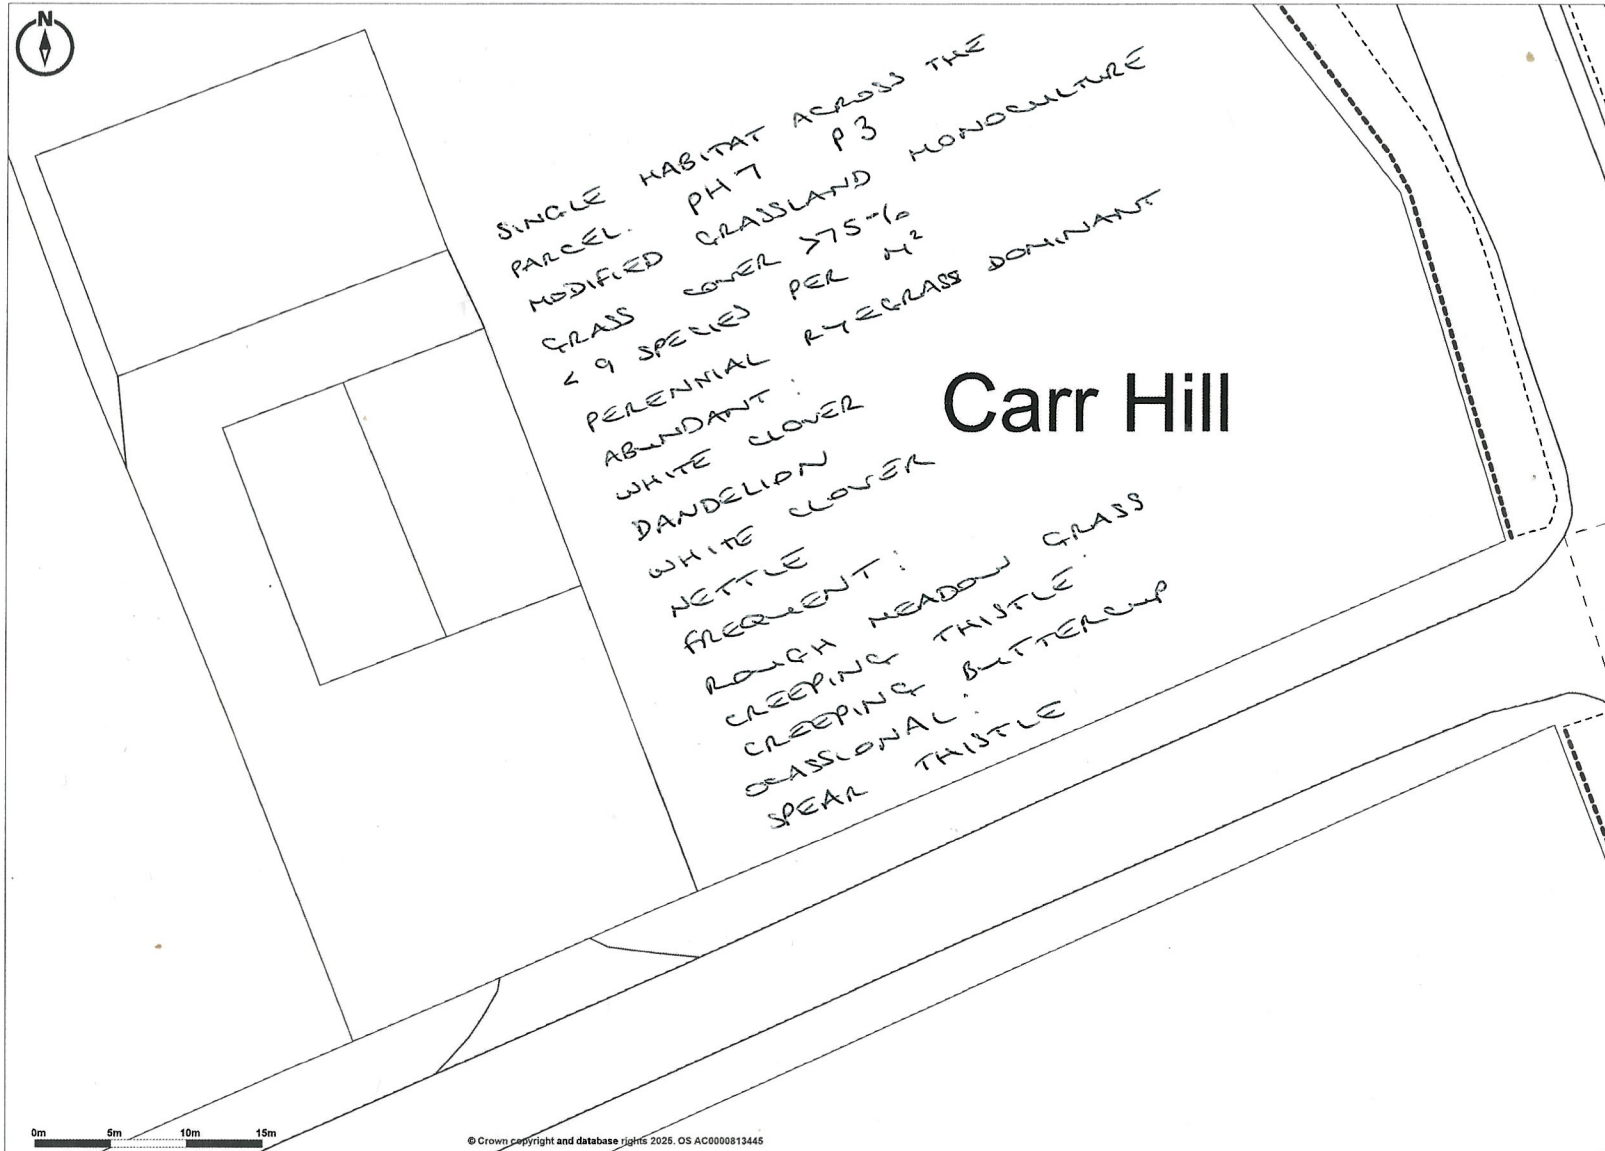 N
SINGLE HABITAT ACROSS THE
PARCEL. PH7 P3
MODIFIED GRASSLAND MONOCULTURE
GRASS COVER >75%
< 9 SPECIES PER M²
PERENNIAL RYEGRASS DOMINANT
ABUNDANT:
WHITE CLOVER
DANDELION
WHITE CLOVER
NETTLE
FREQUENT:
ROUGH MEADOW GRASS
CREEPING THISTLE
CREEPING BUTTERCUP
OCASSIONAL:
SPEAR THISTLE
Carr Hill
0m 5m 10m 15m
© Crown copyright and database rights 2025. OS AC0000813445